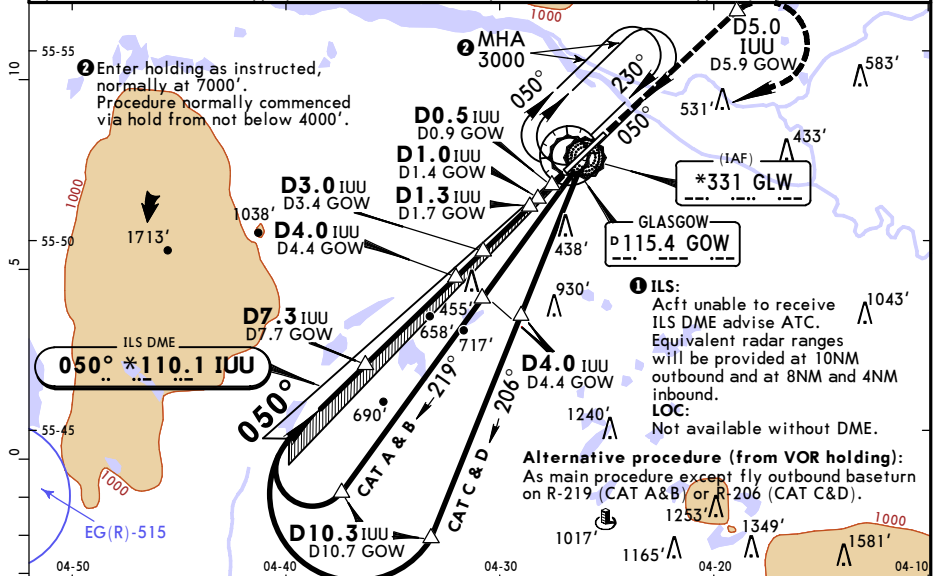 1000
55-55
10
❷ Enter holding as instructed,
normally at 7000'.
Procedure normally commenced
via hold from not below 4000'.
❷ MHA
3000
050°
230°
050°
D5.0
IUU
D5.9 GOW
583'
531'
433'
D0.5 IUU
D0.9 GOW
D1.0 IUU
D1.4 GOW
D1.3 IUU
D1.7 GOW
D3.0 IUU
D3.4 GOW
D4.0 IUU
D4.4 GOW
(IAF)
*331 GLW
GLASGOW
D 115.4 GOW
1000
1038'
1713'
55-50
5
438'
930'
455'
658'
717'
D7.3 IUU
D7.7 GOW
ILS DME
050° *110.1 IUU
050°
690
❶ ILS:
Acft unable to receive
ILS DME advise ATC.
Equivalent radar ranges
will be provided at 10NM
outbound and at 8NM and 4NM
inbound.
LOC:
Not available without DME.
1043'
D4.0 IUU
D4.4 GOW
219°
206°
CAT A & B
CAT C & D
1240'
55-45
0
Alternative procedure (from VOR holding):
As main procedure except fly outbound baseturn
on R-219 (CAT A&B) or R-206 (CAT C&D).
1000
EG(R)-515
D10.3 IUU
D10.7 GOW
1017'
1253'
1165'
1349'
1000
1581'
04-50
04-40
04-30
04-20
04-10